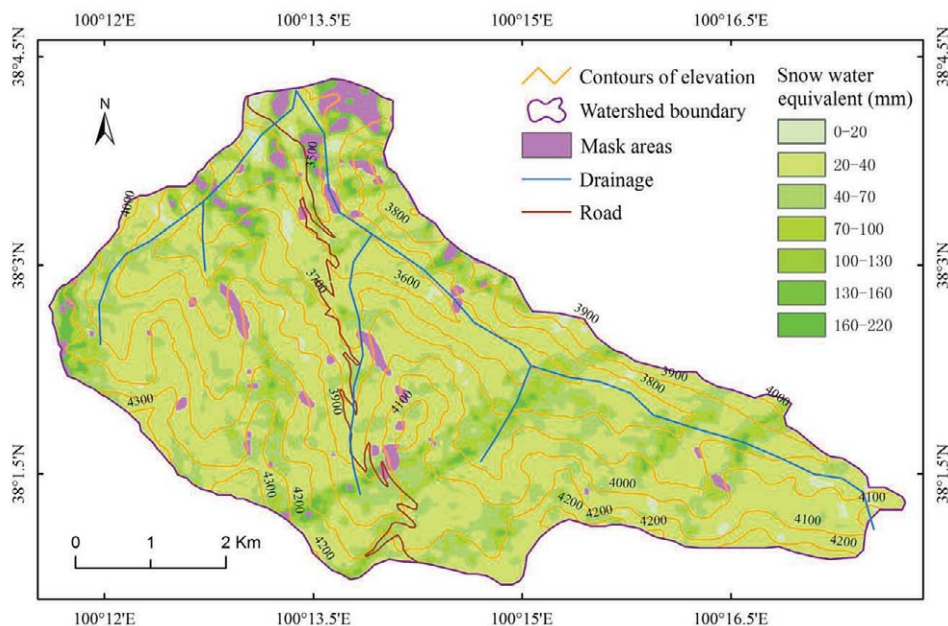 100°12'E 100°13.5'E 100°15'E 100°16.5'E
38°4.5'N 38°4.5'N
N
Contours of elevation
Watershed boundary
Mask areas
Drainage
Road
Snow water
equivalent (mm)
0-20
20-40
40-70
70-100
100-130
130-160
160-220
3500
4000
3800
38°3'N 38°3'N
3700
3600
3900
3900
3800
4000
4300
3900
4100
38°1.5'N 38°1.5'N
4300
4200
4200
4000
4200
4200
4200
4100
4100
4200
0 1 2 Km
100°12'E 100°13.5'E 100°15'E 100°16.5'E